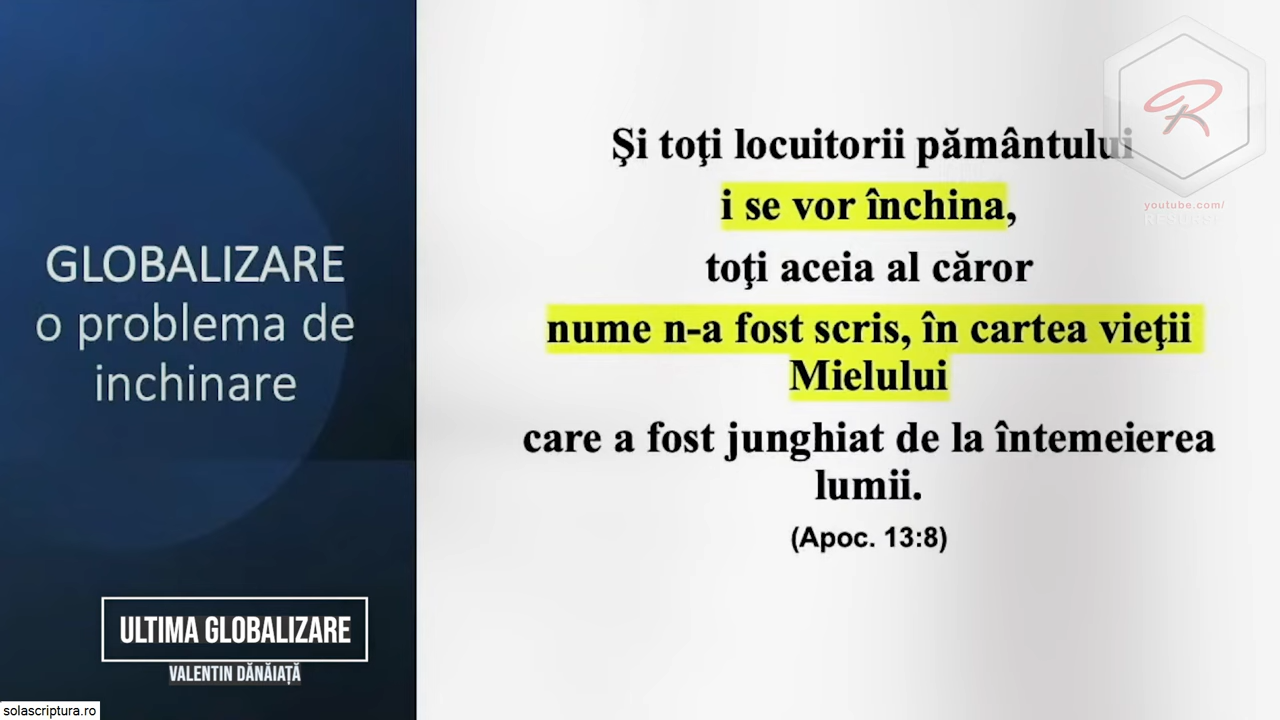 GLOBALIZARE
o problema de
inchinare
ULTIMA GLOBALIZARE
VALENTIN DĂNĂIAȚĂ
solascriptura.ro
Şi toţi locuitorii pământului
i se vor închina,
toţi aceia al căror
nume n-a fost scris, în cartea vieţii
Mielului
care a fost junghiat de la întemeierea
lumii.
(Apoc. 13:8)
R
youtube.com/